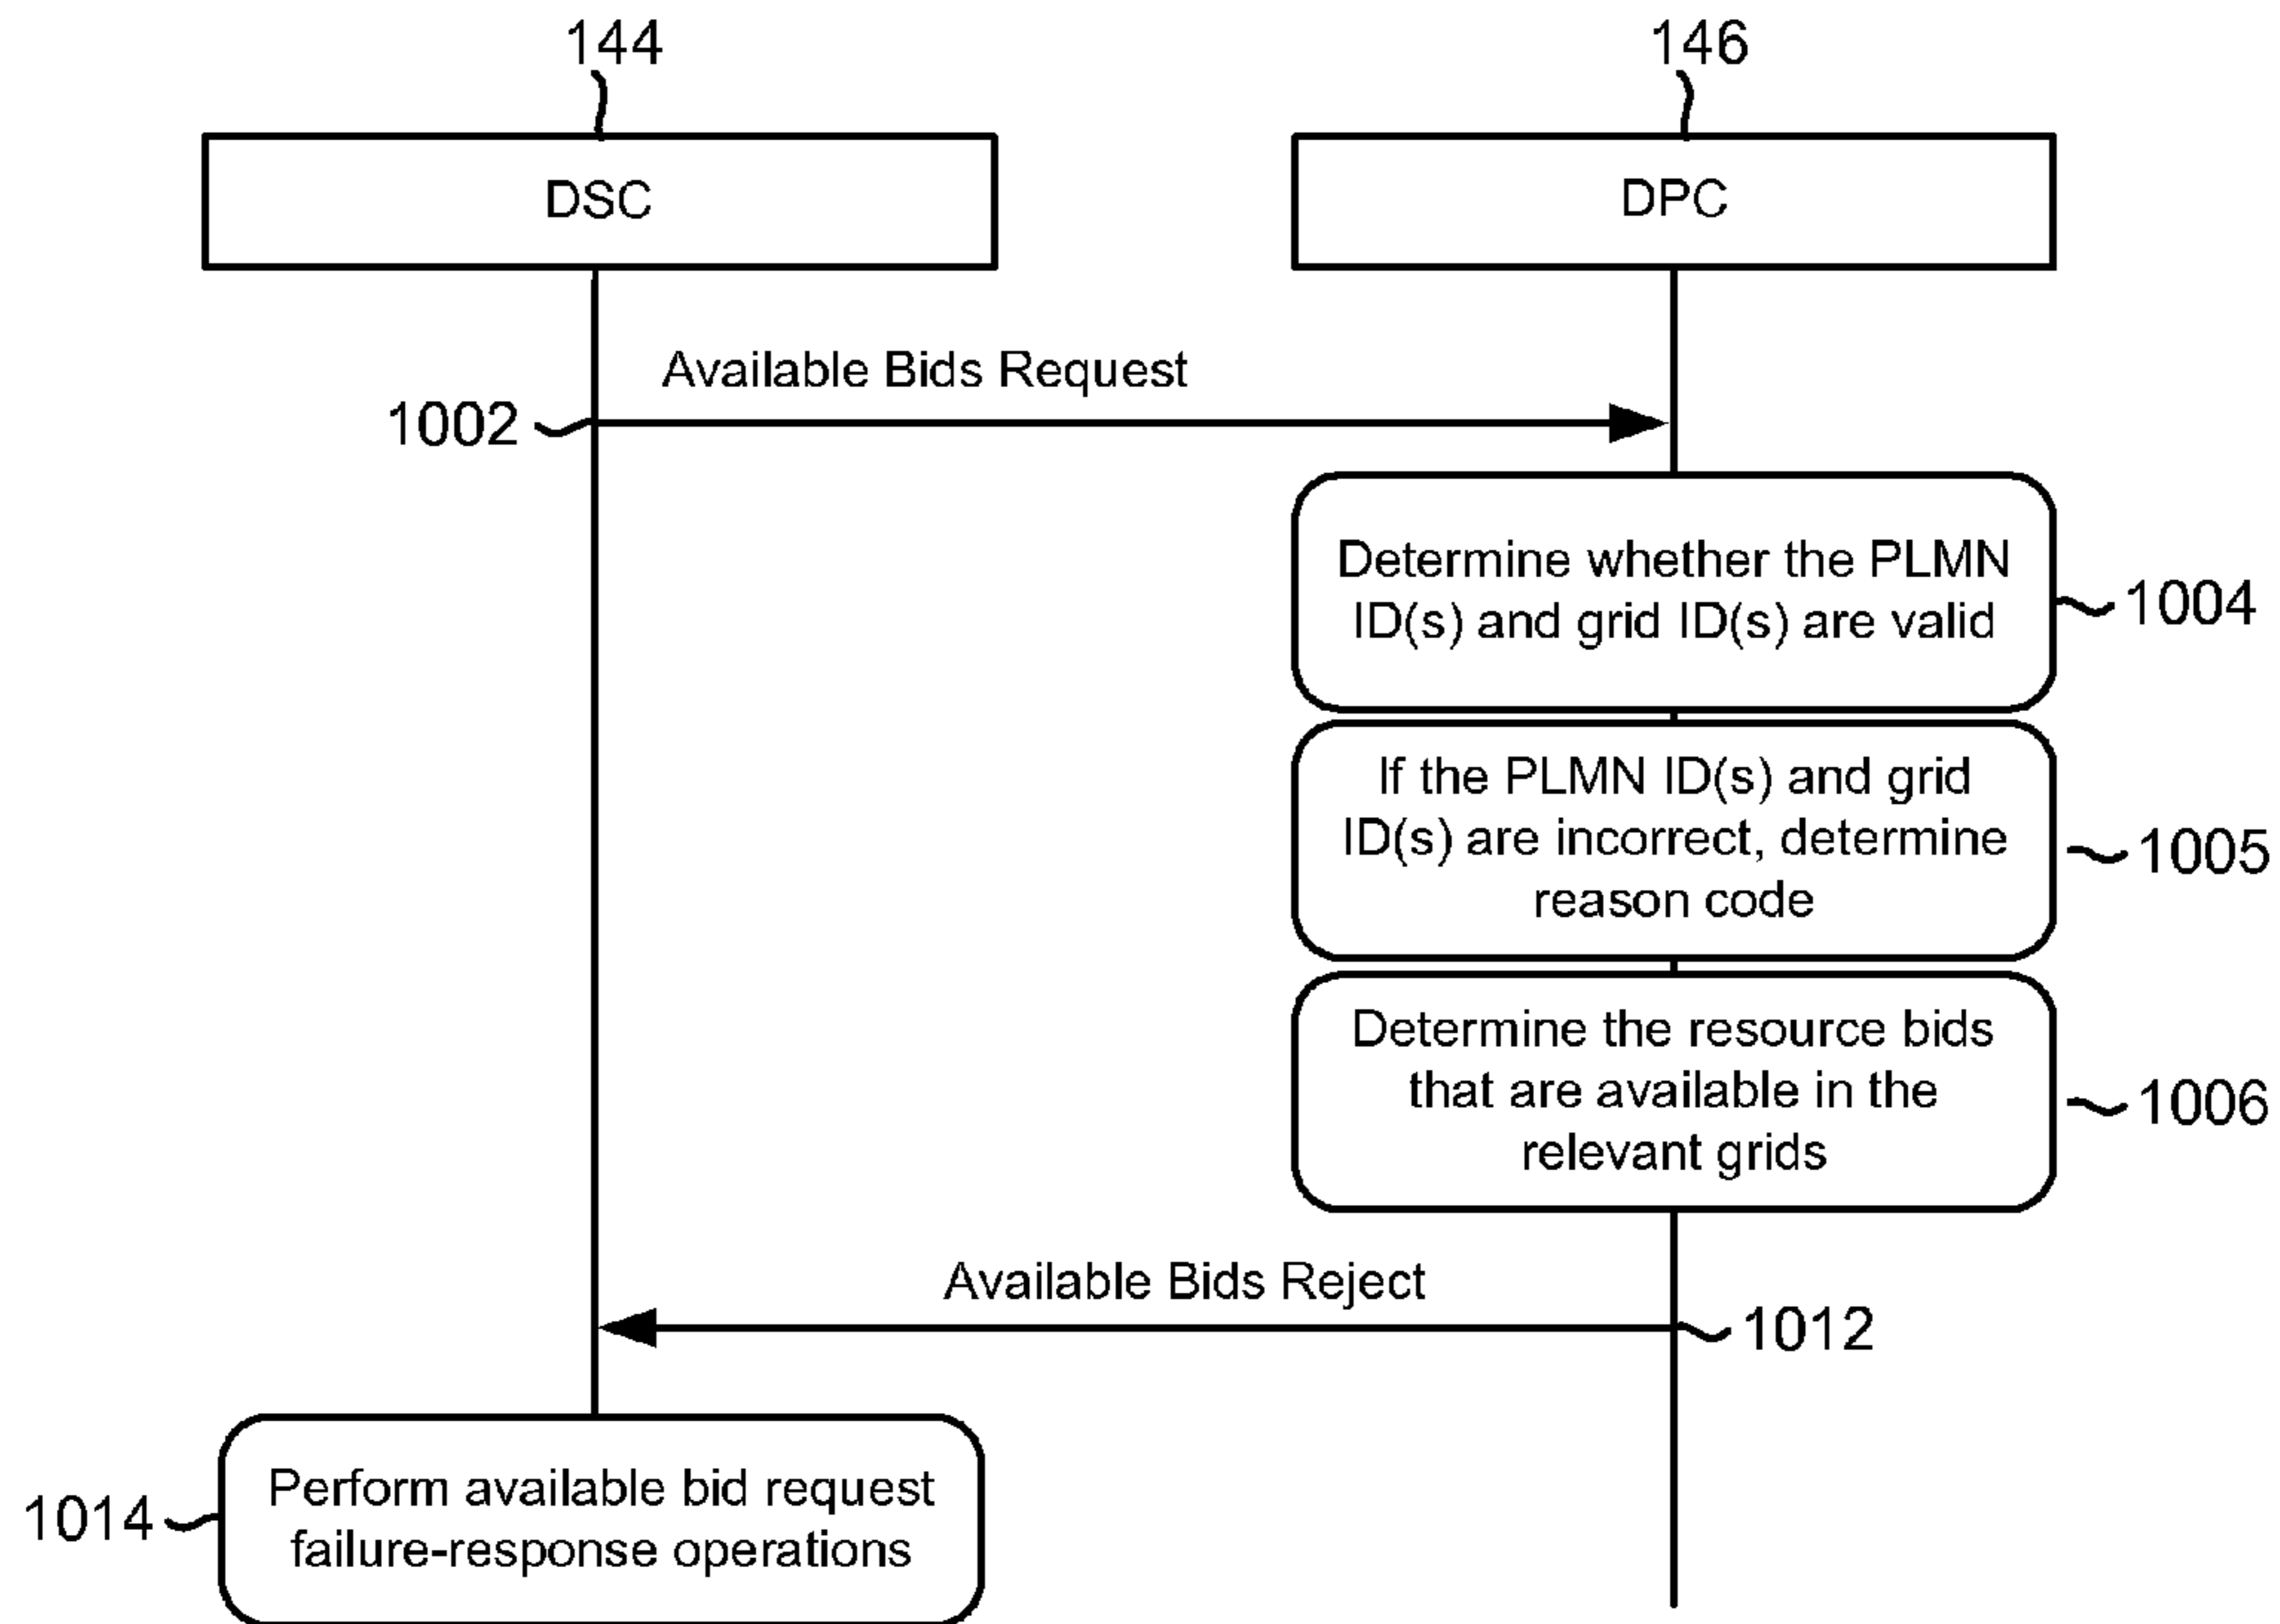 144
146
DSC
DPC
Available Bids Request
1002
Determine whether the PLMN
ID(s) and grid ID(s) are valid
1004
If the PLMN ID(s) and grid
ID(s) are incorrect, determine
reason code
1005
Determine the resource bids
that are available in the
relevant grids
1006
Available Bids Reject
1012
Perform available bid request
failure-response operations
1014